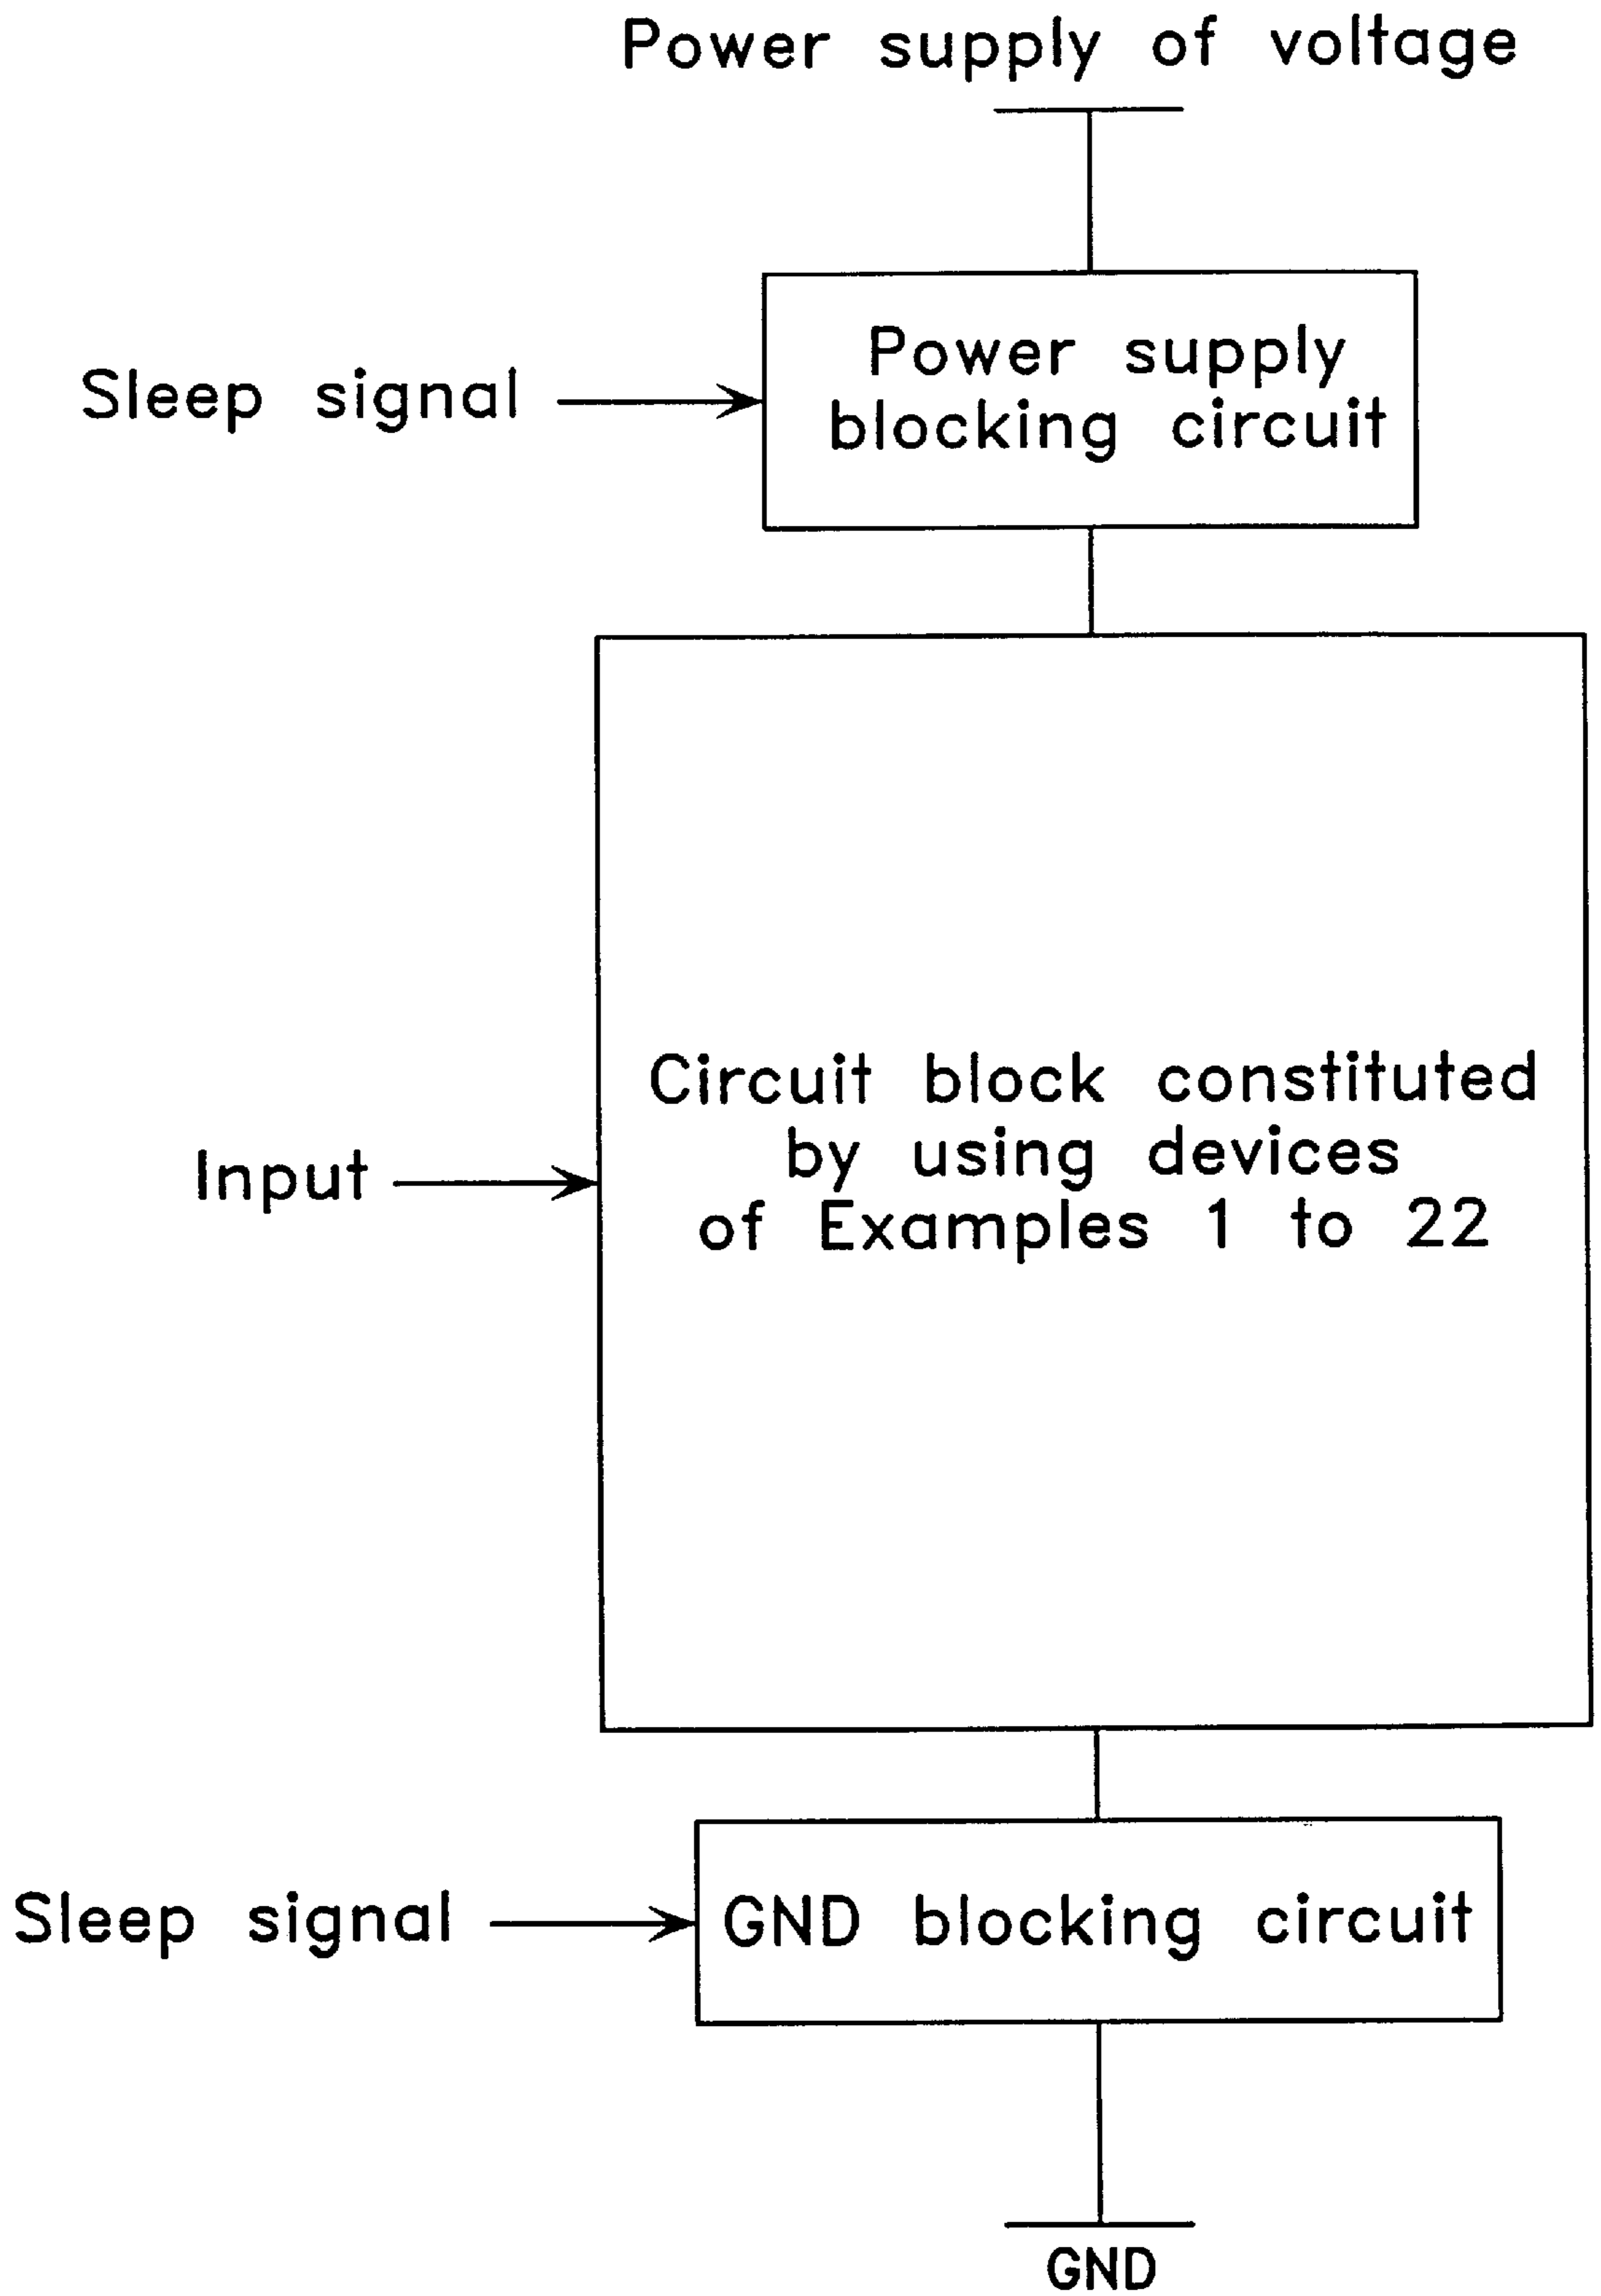 Power supply of voltage
Sleep signal
Power supply
blocking circuit
Input
Circuit block constituted
by using devices
of Examples 1 to 22
Sleep signal
GND blocking circuit
GND